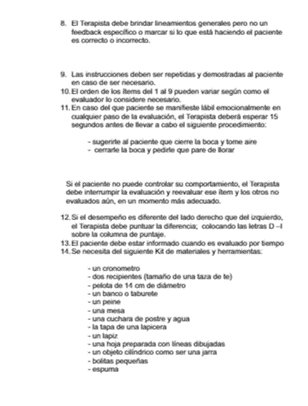 8. El Terapista debe brindar lineamientos generales pero no un
feedback específico o marcar si lo que está haciendo el paciente
es correcto o incorrecto.
9. Las instrucciones deben ser repetidas y demostradas al paciente
en caso de ser necesario.
10. El orden de los ítems del 1 al 9 pueden variar según como el
evaluador lo considere necesario.
11. En caso del que paciente se manifieste lábil emocionalmente en
cualquier paso de la evaluación, el Terapista deberá esperar 15
segundos antes de llevar a cabo el siguiente procedimiento:
- sugerirle al paciente que cierre la boca y tome aire
- cerrarle la boca y pedirle que pare de llorar
Si el paciente no puede controlar su comportamiento, el Terapista
debe interrumpir la evaluación y reevaluar ese ítem y los otros no
evaluados aún, en un momento más adecuado.
12. Si el desempeño es diferente del lado derecho que del izquierdo,
el Terapista debe puntuar la diferencia; colocando las letras D –I
sobre la columna de puntaje.
13. El paciente debe estar informado cuando es evaluado por tiempo
14. Se necesita del siguiente Kit de materiales y herramientas:
- un cronometro
- dos recipientes (tamaño de una taza de te)
- pelota de 14 cm de diámetro
- un banco o taburete
- un peine
- una mesa
- una cuchara de postre y agua
- la tapa de una lapicera
- un lapiz
- una hoja preparada con líneas dibujadas
- un objeto cilíndrico como ser una jarra
- bolitas pequeñas
- espuma